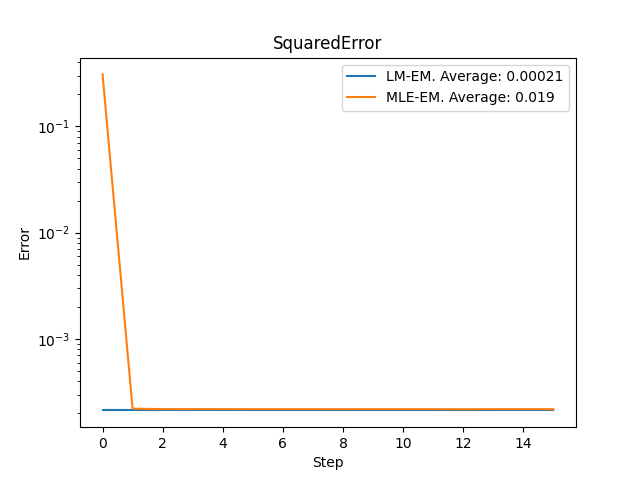 SquaredError
LM-EM. Average: 0.00021
MLE-EM. Average: 0.019
10⁻¹
10⁻²
10⁻³
Error
0 2 4 6 8 10 12 14
Step